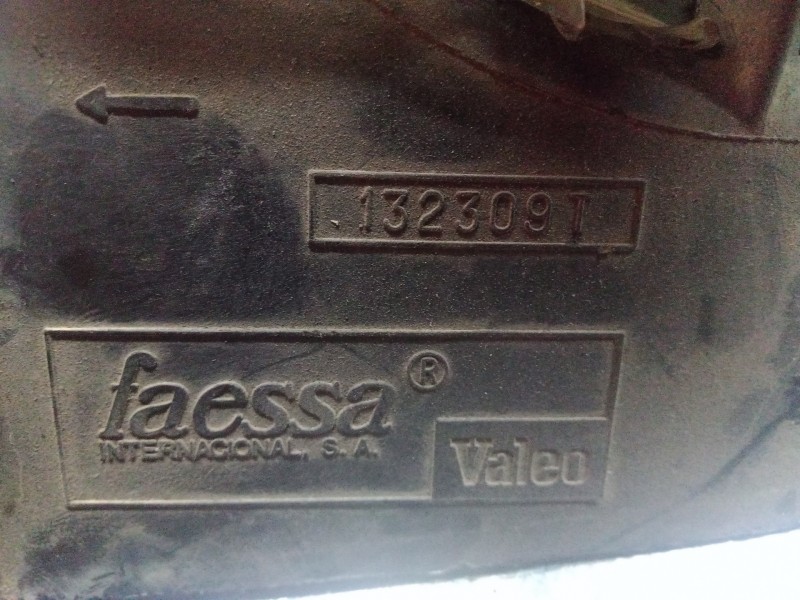 1323091
faessa®
INTERNACIONAL, S. A.
Valeo